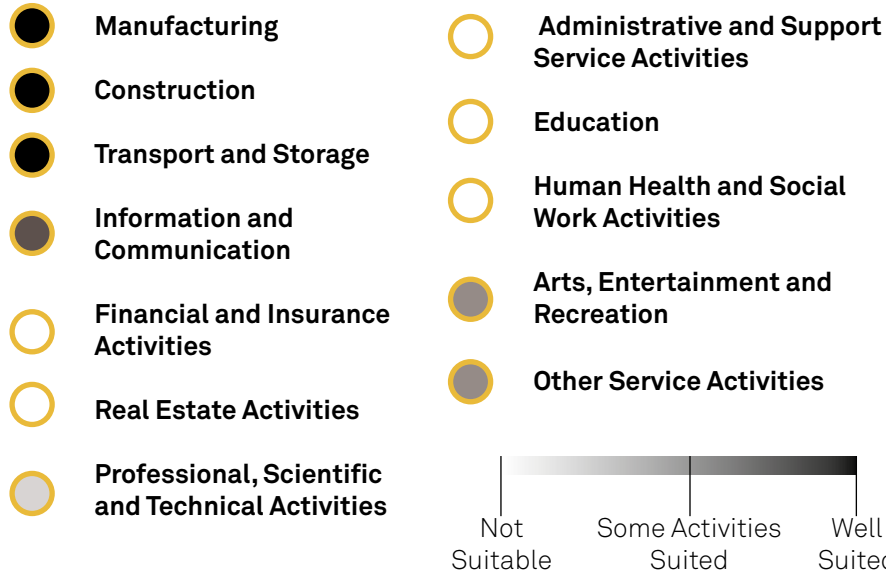 Manufacturing
Construction
Transport and Storage
Information and
Communication
Financial and Insurance
Activities
Real Estate Activities
Professional, Scientific
and Technical Activities
Administrative and Support
Service Activities
Education
Human Health and Social
Work Activities
Arts, Entertainment and
Recreation
Other Service Activities
Not
Suitable
Some Activities
Suited
Well
Suited